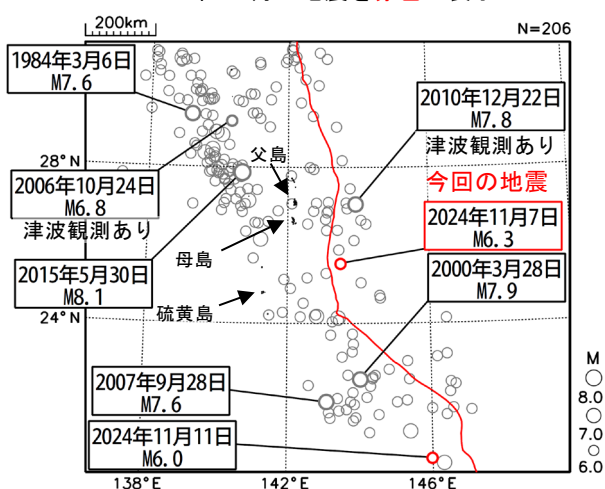 200km
N=206
1984年3月6日
M7.6
2010年12月22日
M7.8
津波観測あり
父島
28°N
今回の地震
2006年10月24日
M6.8
津波観測あり
2024年11月7日
M6.3
母島
2015年5月30日
M8.1
2000年3月28日
M7.9
硫黄島
24°N
2007年9月28日
M7.6
M
8.0
7.0
6.0
2024年11月11日
M6.0
138°E
142°E
146°E